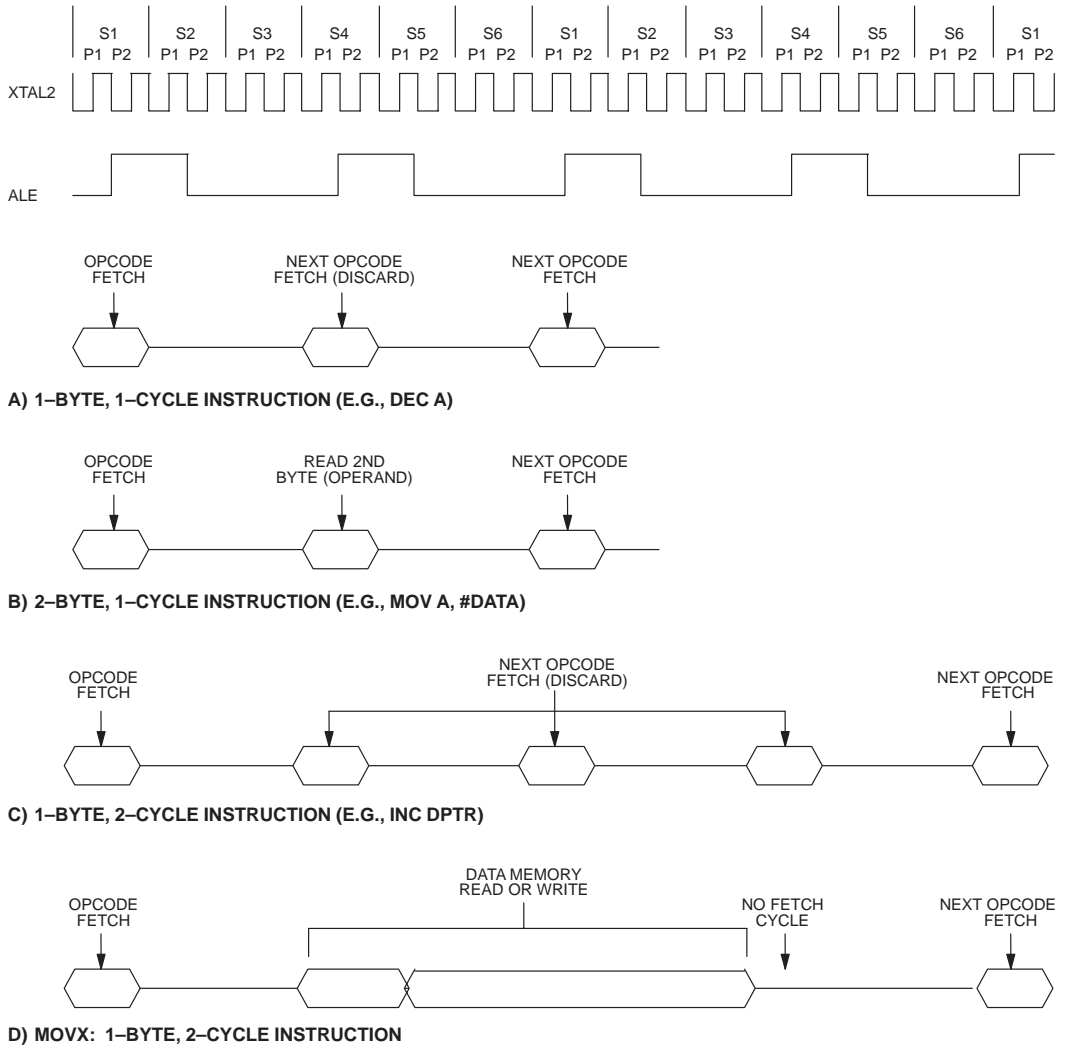 S1 S2 S3 S4 S5 S6 S1 S2 S3 S4 S5 S6 S1
P1 P2 P1 P2 P1 P2 P1 P2 P1 P2 P1 P2 P1 P2 P1 P2 P1 P2 P1 P2 P1 P2 P1 P2 P1 P2
XTAL2
ALE
OPCODE
FETCH
NEXT OPCODE
FETCH (DISCARD)
NEXT OPCODE
FETCH
A) 1–BYTE, 1–CYCLE INSTRUCTION (E.G., DEC A)
OPCODE
FETCH
READ 2ND
BYTE (OPERAND)
NEXT OPCODE
FETCH
B) 2–BYTE, 1–CYCLE INSTRUCTION (E.G., MOV A, #DATA)
OPCODE
FETCH
NEXT OPCODE
FETCH (DISCARD)
NEXT OPCODE
FETCH
C) 1–BYTE, 2–CYCLE INSTRUCTION (E.G., INC DPTR)
OPCODE
FETCH
DATA MEMORY
READ OR WRITE
NO FETCH
CYCLE
NEXT OPCODE
FETCH
D) MOVX: 1–BYTE, 2–CYCLE INSTRUCTION